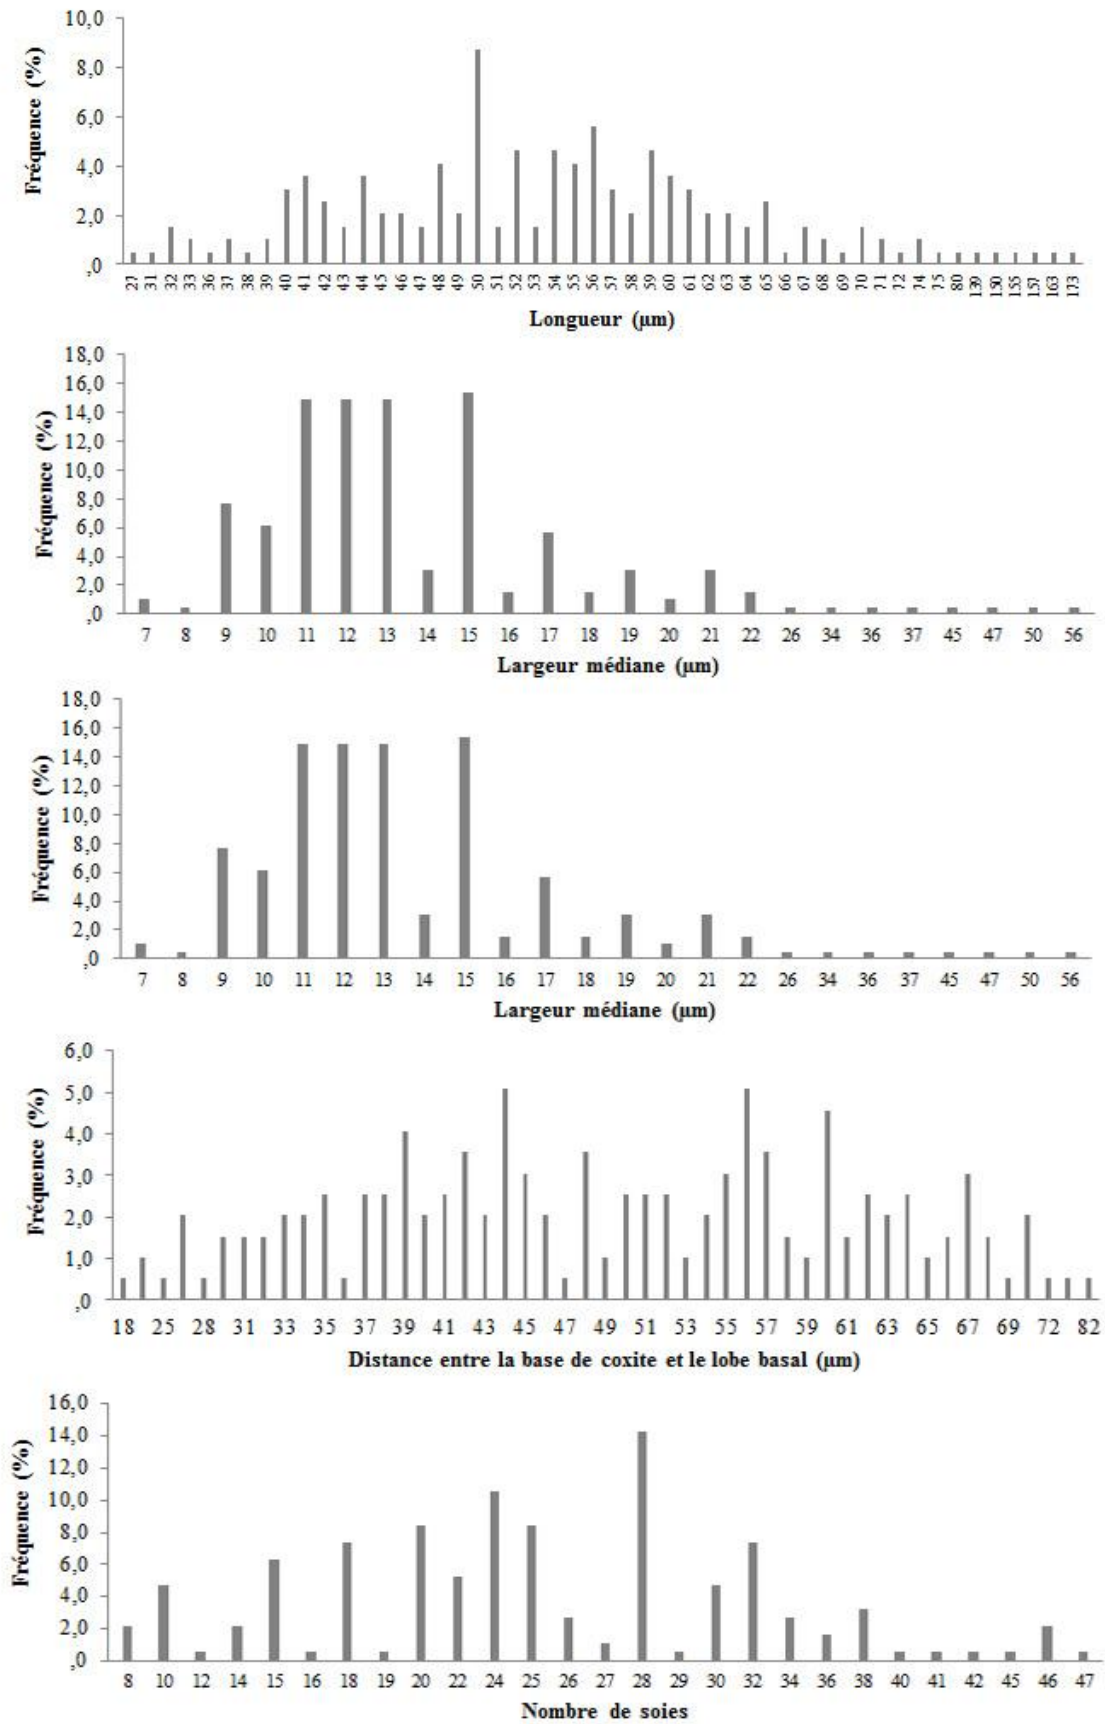 10,0
8,0
6,0
4,0
2,0
,0
Fréquence (%)
27 31 32 33 36 37 38 39 40 41 42 43 44 45 46 47 48 49 50 51 52 53 54 55 56 57 58 59 60 61 62 63 64 65 66 67 68 69 70 71 72 74 75 80 139 150 155 157 163 173
Longueur (µm)
18,0
16,0
14,0
12,0
10,0
8,0
6,0
4,0
2,0
,0
Fréquence (%)
7 8 9 10 11 12 13 14 15 16 17 18 19 20 21 22 26 34 36 37 45 47 50 56
Largeur médiane (µm)
18,0
16,0
14,0
12,0
10,0
8,0
6,0
4,0
2,0
,0
Fréquence (%)
7 8 9 10 11 12 13 14 15 16 17 18 19 20 21 22 26 34 36 37 45 47 50 56
Largeur médiane (µm)
6,0
5,0
4,0
3,0
2,0
1,0
,0
Fréquence (%)
18 25 28 31 33 35 37 39 41 43 45 47 49 51 53 55 57 59 61 63 65 67 69 72 82
Distance entre la base de coxite et le lobe basal (µm)
16,0
14,0
12,0
10,0
8,0
6,0
4,0
2,0
,0
Fréquence (%)
8 10 12 14 15 16 18 19 20 22 24 25 26 27 28 29 30 32 34 36 38 40 41 42 45 46 47
Nombre de soies